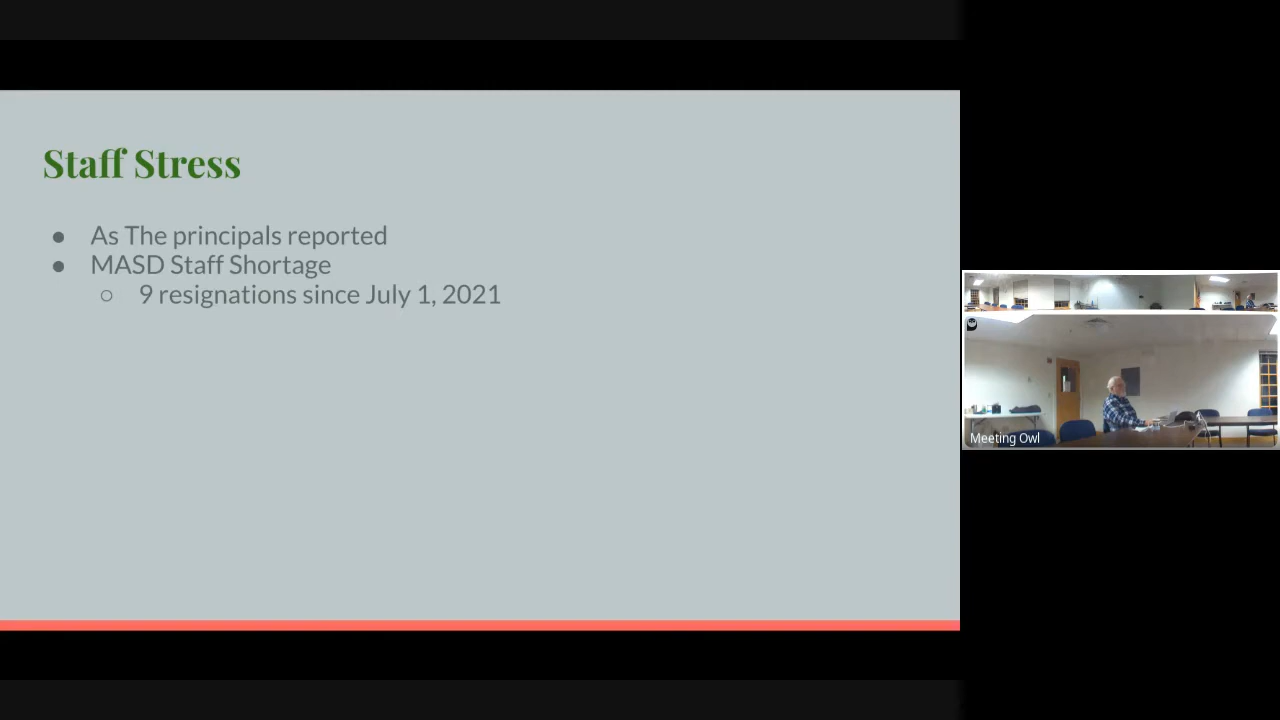 Staff Stress
● As The principals reported
● MASD Staff Shortage
○ 9 resignations since July 1, 2021
Meeting Owl